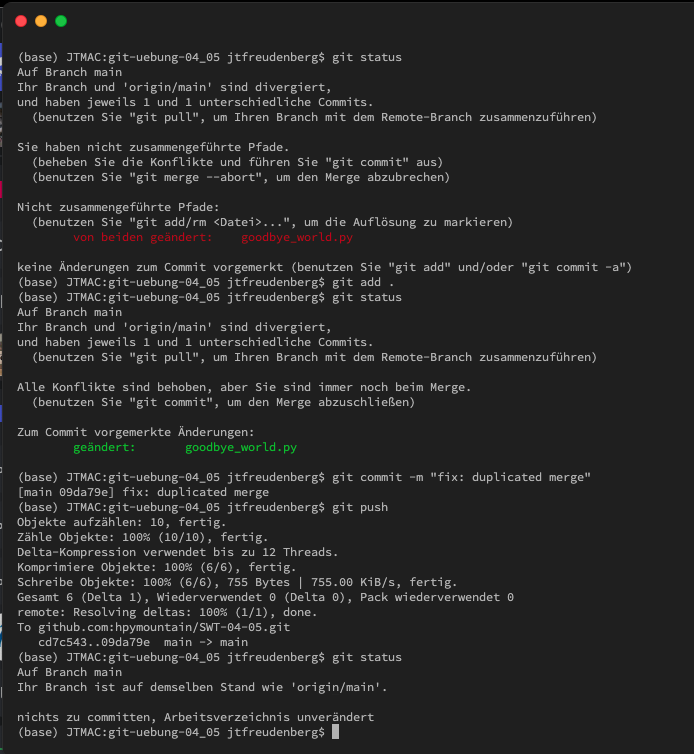 (base) JTMAC:git-uebung-04_05 jtfreudenberg$ git status
Auf Branch main
Ihr Branch und 'origin/main' sind divergiert,
und haben jeweils 1 und 1 unterschiedliche Commits.
  (benutzen Sie "git pull", um Ihren Branch mit dem Remote-Branch zusammenzuführen)

Sie haben nicht zusammengeführte Pfade.
  (beheben Sie die Konflikte und führen Sie "git commit" aus)
  (benutzen Sie "git merge --abort", um den Merge abzubrechen)

Nicht zusammengeführte Pfade:
  (benutzen Sie "git add/rm <Datei>...", um die Auflösung zu markieren)
        von beiden geändert:    goodbye_world.py

keine Änderungen zum Commit vorgemerkt (benutzen Sie "git add" und/oder "git commit -a")
(base) JTMAC:git-uebung-04_05 jtfreudenberg$ git add .
(base) JTMAC:git-uebung-04_05 jtfreudenberg$ git status
Auf Branch main
Ihr Branch und 'origin/main' sind divergiert,
und haben jeweils 1 und 1 unterschiedliche Commits.
  (benutzen Sie "git pull", um Ihren Branch mit dem Remote-Branch zusammenzuführen)

Alle Konflikte sind behoben, aber Sie sind immer noch beim Merge.
  (benutzen Sie "git commit", um den Merge abzuschließen)

Zum Commit vorgemerkte Änderungen:
        geändert:       goodbye_world.py

(base) JTMAC:git-uebung-04_05 jtfreudenberg$ git commit -m "fix: duplicated merge"
[main 09da79e] fix: duplicated merge
(base) JTMAC:git-uebung-04_05 jtfreudenberg$ git push
Objekte aufzählen: 10, fertig.
Zähle Objekte: 100% (10/10), fertig.
Delta-Kompression verwendet bis zu 12 Threads.
Komprimiere Objekte: 100% (6/6), fertig.
Schreibe Objekte: 100% (6/6), 755 Bytes | 755.00 KiB/s, fertig.
Gesamt 6 (Delta 1), Wiederverwendet 0 (Delta 0), Pack wiederverwendet 0
remote: Resolving deltas: 100% (1/1), done.
To github.com:hpymountain/SWT-04-05.git
   cd7c543..09da79e  main -> main
(base) JTMAC:git-uebung-04_05 jtfreudenberg$ git status
Auf Branch main
Ihr Branch ist auf demselben Stand wie 'origin/main'.

nichts zu committen, Arbeitsverzeichnis unverändert
(base) JTMAC:git-uebung-04_05 jtfreudenberg$